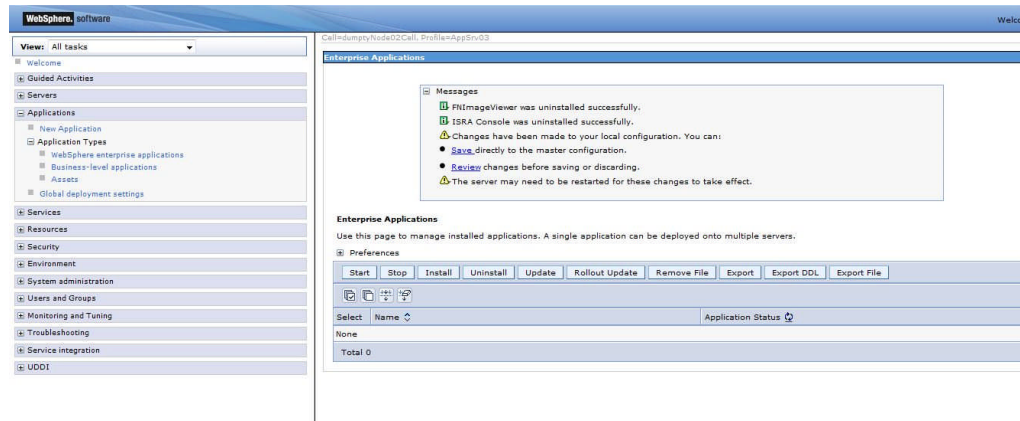 WebSphere. software
Welco
View: All tasks
Welcome
Guided Activities
Servers
Applications
New Application
Application Types
WebSphere enterprise applications
Business-level applications
Assets
Global deployment settings
Services
Resources
Security
Environment
System administration
Users and Groups
Monitoring and Tuning
Troubleshooting
Service integration
UDDI
Cell=dumptyNode02Cell, Profile=AppSrv03
Enterprise Applications
Messages
FNImageViewer was uninstalled successfully.
ISRA Console was uninstalled successfully.
Changes have been made to your local configuration. You can:
Save directly to the master configuration.
Review changes before saving or discarding.
The server may need to be restarted for these changes to take effect.
Enterprise Applications
Use this page to manage installed applications. A single application can be deployed onto multiple servers.
Preferences
Start Stop Install Uninstall Update Rollout Update Remove File Export Export DDL Export File
Select Name Application Status
None
Total 0